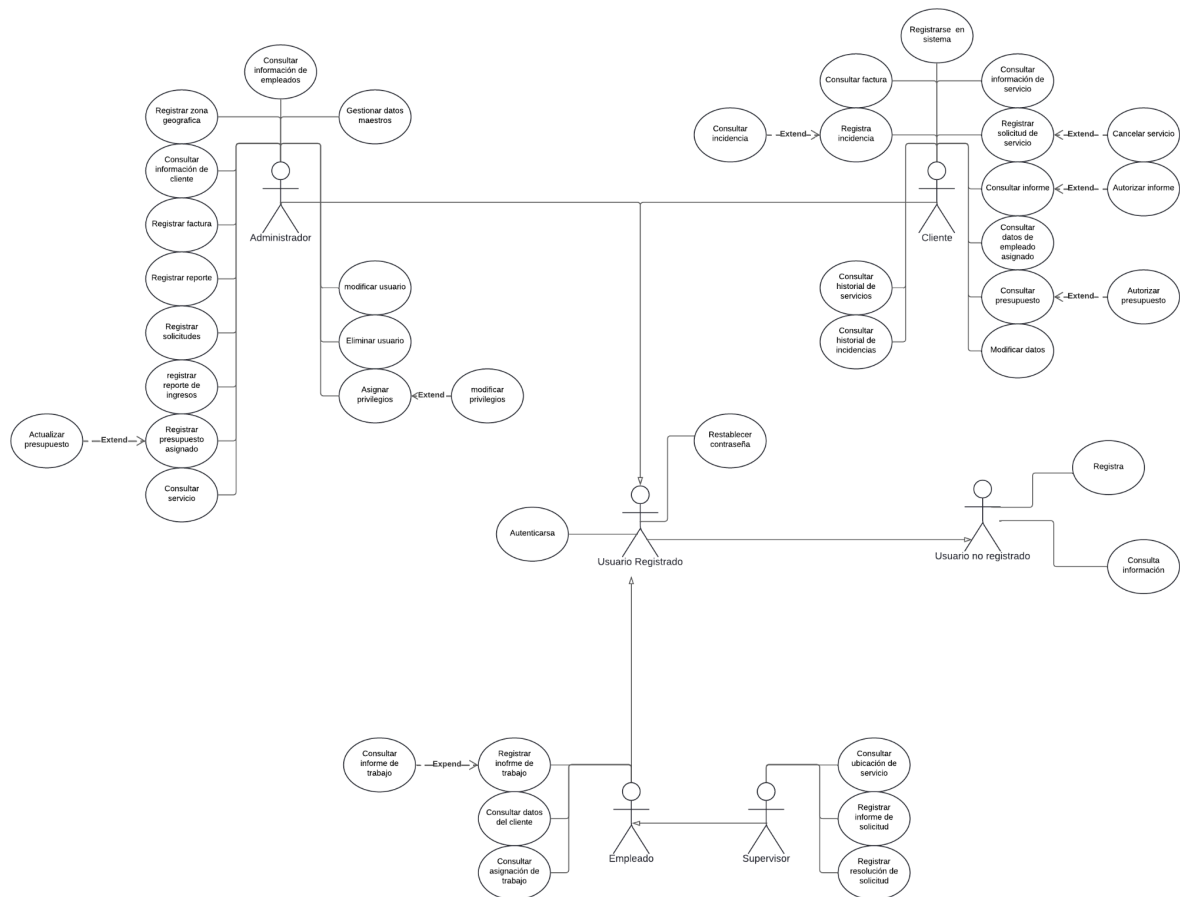 Registrarse en
sistema
Consultar
información de
empleados
Consultar factura
Consultar
información de
servicio
Registrar zona
geografica
Gestionar datos
maestros
Consultar
incidencia
Extend
Registra
incidencia
Registrar
solicitud de
servicio
Extend
Cancelar servicio
Consultar
información de
cliente
Consultar informe
Extend
Autorizar informe
Registrar factura
Administrador
Cliente
Consultar
datos de
empleado
asignado
Registrar reporte
modificar usuario
Consultar
historial de
servicios
Consultar
presupuesto
Extend
Autorizar
presupuesto
Registrar
solicitudes
Eliminar usuario
Consultar
historial de
incidencias
Modificar datos
registrar
reporte de
ingresos
Asignar
privilegios
Extend
modificar
privilegios
Actualizar
presupuesto
Extend
Registrar
presupuesto
asignado
Restablecer
contraseña
Consultar
servicio
Registra
Autenticarsa
Usuario Registrado
Usuario no registrado
Consulta
información
Consultar
informe de
trabajo
Expend
Registrar
inofrme de
trabajo
Consultar
ubicación de
servicio
Consultar datos
del cliente
Registrar
informe de
solicitud
Empleado
Supervisor
Consultar
asignación de
trabajo
Registrar
resolución de
solicitud